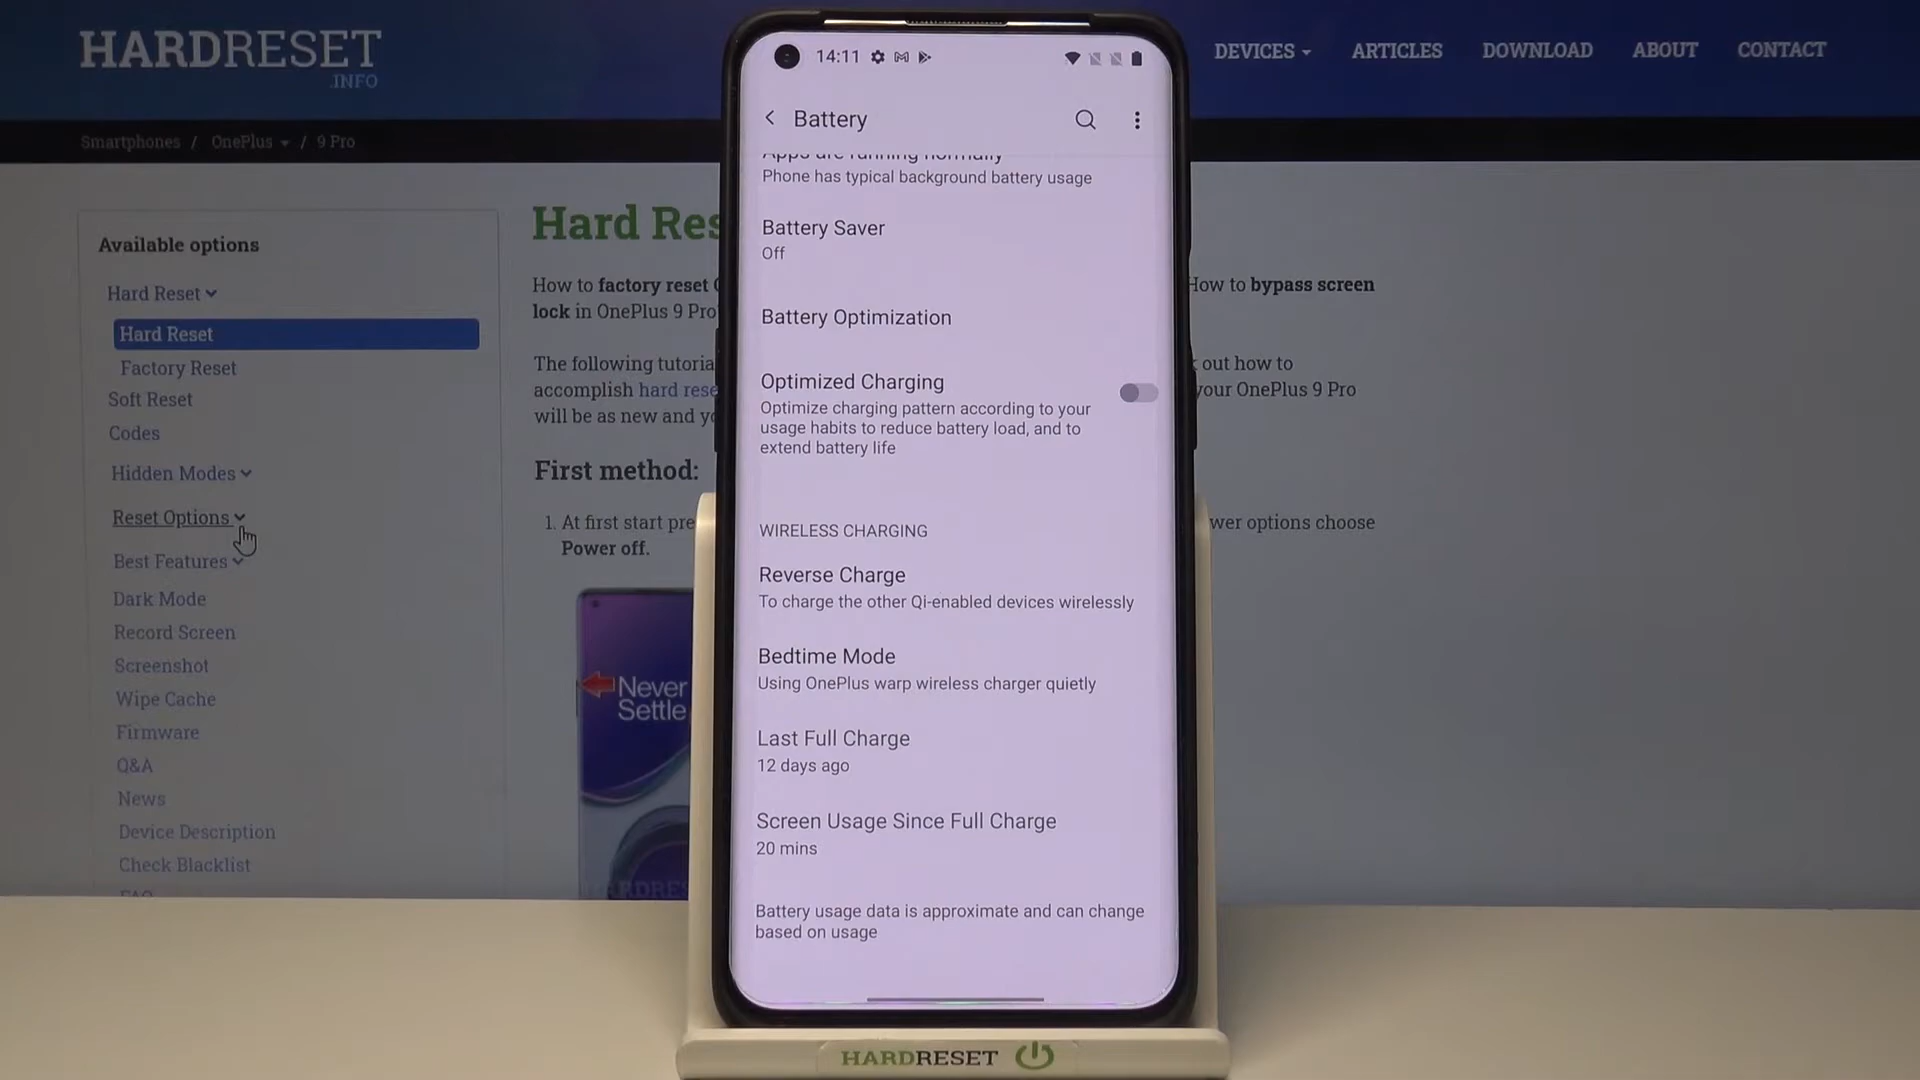 HARDRESET
.INFO
DEVICES
ARTICLES
DOWNLOAD
ABOUT
CONTACT
Smartphones / OnePlus / 9 Pro
Available options
Hard Reset
Hard Reset
Factory Reset
Soft Reset
Codes
Hidden Modes
Reset Options
Best Features
Dark Mode
Record Screen
Screenshot
Wipe Cache
Firmware
Q&A
News
Device Description
Check Blacklist
FAQ
Hard Res
How to factory reset
How to bypass screen
lock in OnePlus 9 Pro
The following tutoria
out how to
accomplish hard rese
your OnePlus 9 Pro
will be as new and yo
First method:
1. At first start pre
wer options choose
Power off.
Never
Settle
HARDRES
14:11
Battery
Apps are running normally
Phone has typical background battery usage
Battery Saver
Off
Battery Optimization
Optimized Charging
Optimize charging pattern according to your
usage habits to reduce battery load, and to
extend battery life
WIRELESS CHARGING
Reverse Charge
To charge the other Qi-enabled devices wirelessly
Bedtime Mode
Using OnePlus warp wireless charger quietly
Last Full Charge
12 days ago
Screen Usage Since Full Charge
20 mins
Battery usage data is approximate and can change
based on usage
HARDRESET